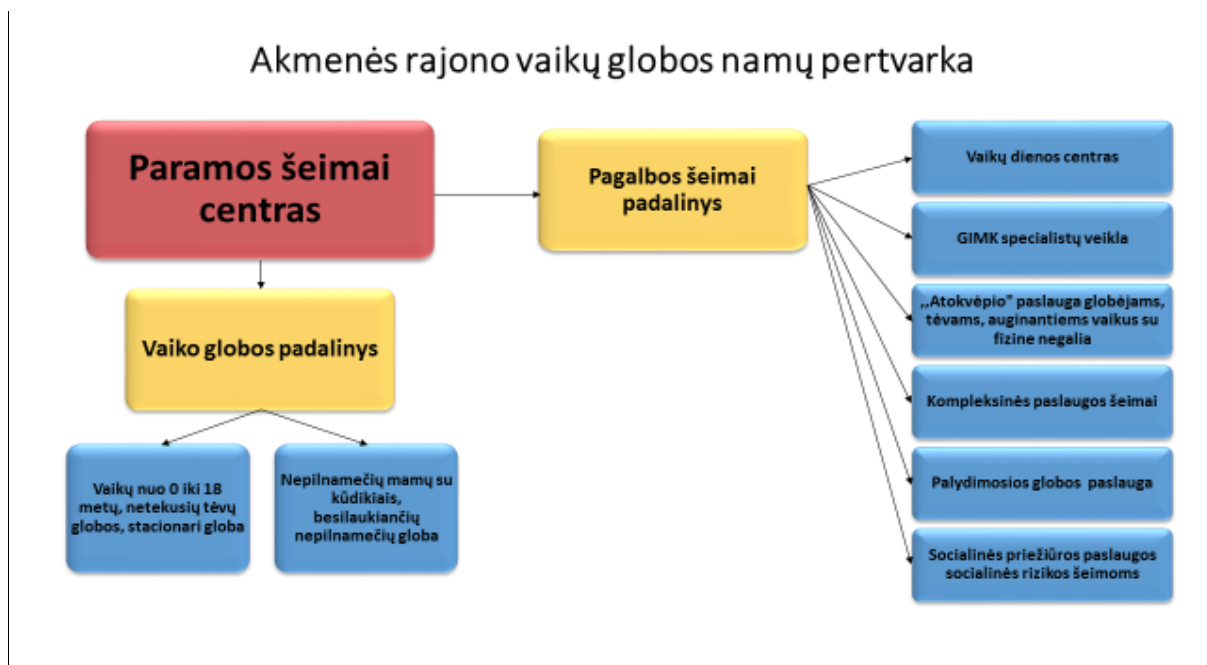 Akmenės rajono vaikų globos namų pertvarka
Paramos šeimai
centras
Pagalbos šeimai
padalinys
Vaiko globos padalinys
Vaikų nuo 0 iki 18
metų, netekusių tėvų
globos, stacionari globa
Nepilnamečių mamų su
kūdikiais,
besilaukiančių
nepilnamečių globa
Vaikų dienos centras
GIMK specialistų veikla
,,Atokvėpio" paslauga globėjams,
tėvams, auginantiems vaikus su
fizine negalia
Kompleksinės paslaugos šeimai
Palydimosios globos paslauga
Socialinės priežiūros paslaugos
socialinės rizikos šeimoms